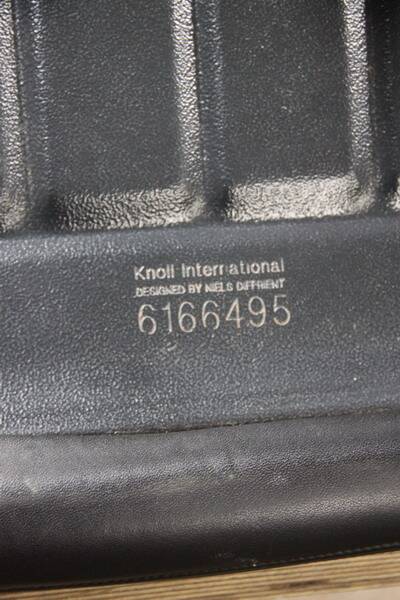 Knoll International
DESIGNED BY NIELS DIFFRIENT
6166495